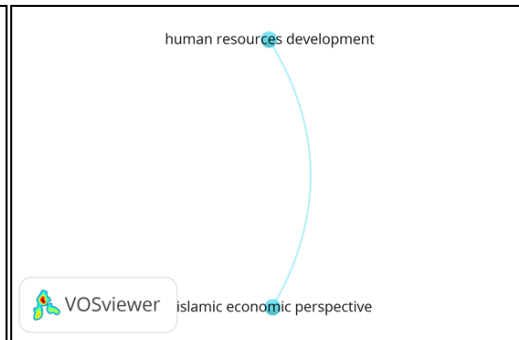 human resources development
VOSviewer
islamic economic perspective